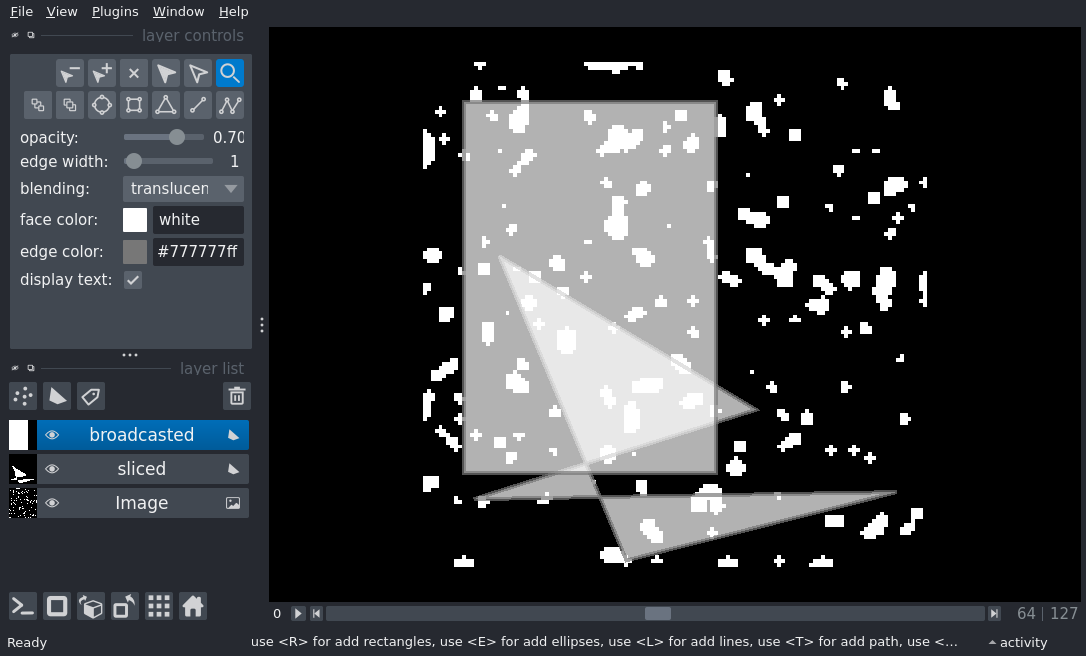 File View Plugins Window Help
layer controls
opacity: 0.70
edge width: 1
blending: translucen
face color: white
edge color: #777777ff
display text:
layer list
broadcasted
sliced
Image
0 64 127
Ready use <R> for add rectangles, use <E> for add ellipses, use <L> for add lines, use <T> for add path, use <... activity